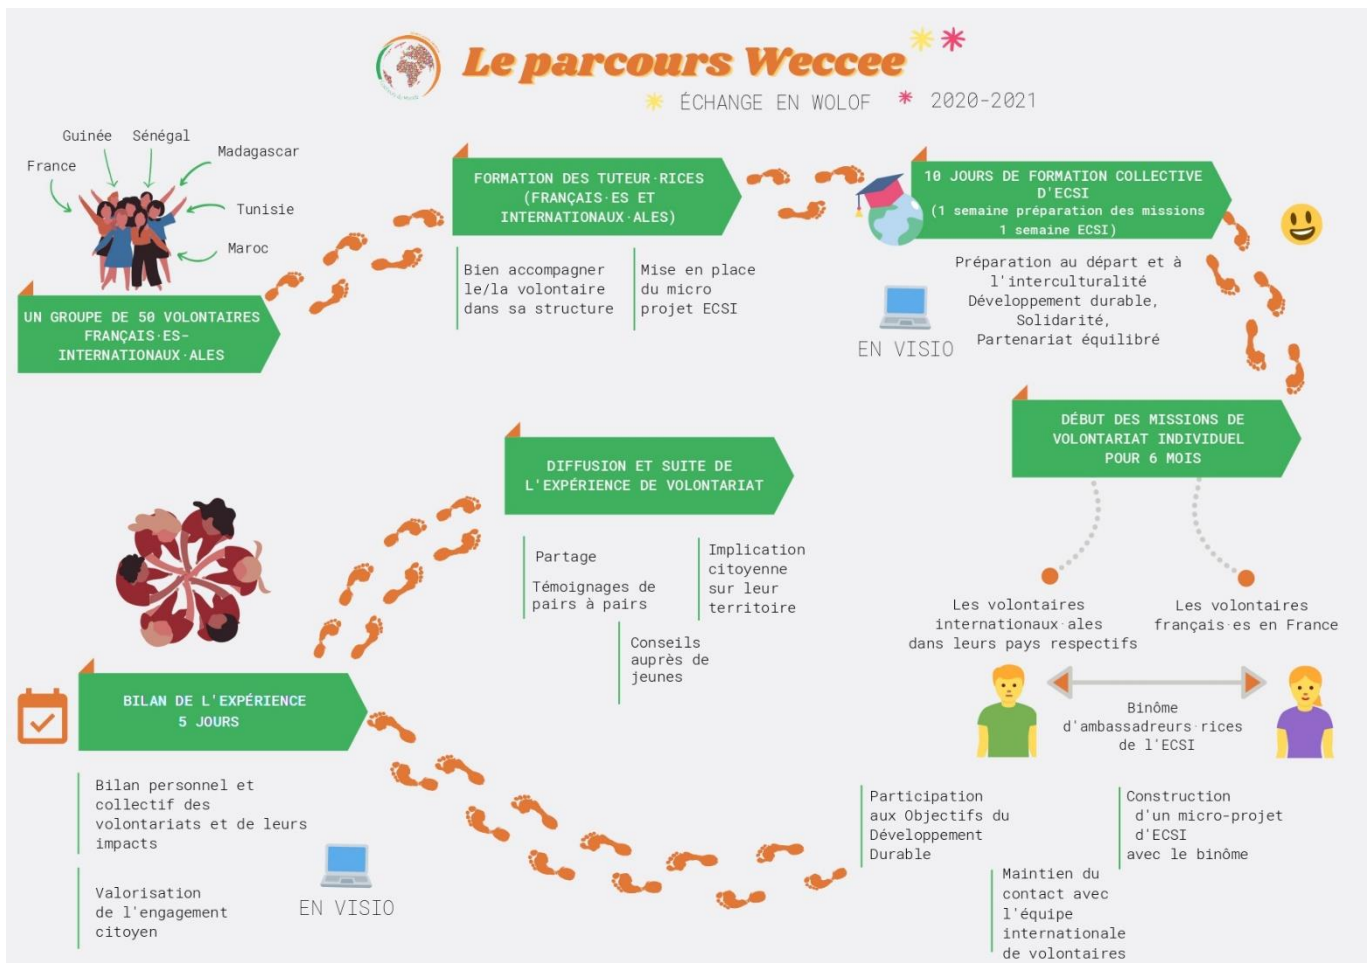 Le parcours Weccee
ÉCHANGE EN WOLOF
2020-2021
Guinée
Sénégal
France
Madagascar
Tunisie
Maroc
UN GROUPE DE 50 VOLONTAIRES
FRANÇAIS·ES-
INTERNATIONAUX·ALES
FORMATION DES TUTEUR·RICES
(FRANÇAIS·ES ET
INTERNATIONAUX·ALES)
Bien accompagner
le/la volontaire
dans sa structure
Mise en place
du micro
projet ECSI
10 JOURS DE FORMATION COLLECTIVE
D'ECSI
(1 semaine préparation des missions
1 semaine ECSI)
EN VISIO
Préparation au départ et à
l'interculturalité
Développement durable,
Solidarité,
Partenariat équilibré
DÉBUT DES MISSIONS DE
VOLONTARIAT INDIVIDUEL
POUR 6 MOIS
Les volontaires
internationaux·ales
dans leurs pays respectifs
Les volontaires
français·es en France
Binôme
d'ambassadreurs·rices
de l'ECSI
Participation
aux Objectifs du
Développement
Durable
Maintien du
contact avec
l'équipe
internationale
de volontaires
Construction
d'un micro-projet
d'ECSI
avec le binôme
BILAN DE L'EXPÉRIENCE
5 JOURS
Bilan personnel et
collectif des
volontariats et de leurs
impacts
Valorisation
de l'engagement
citoyen
EN VISIO
DIFFUSION ET SUITE DE
L'EXPÉRIENCE DE VOLONTARIAT
Partage
Témoignages de
pairs à pairs
Conseils
auprès de
jeunes
Implication
citoyenne
sur leur
territoire